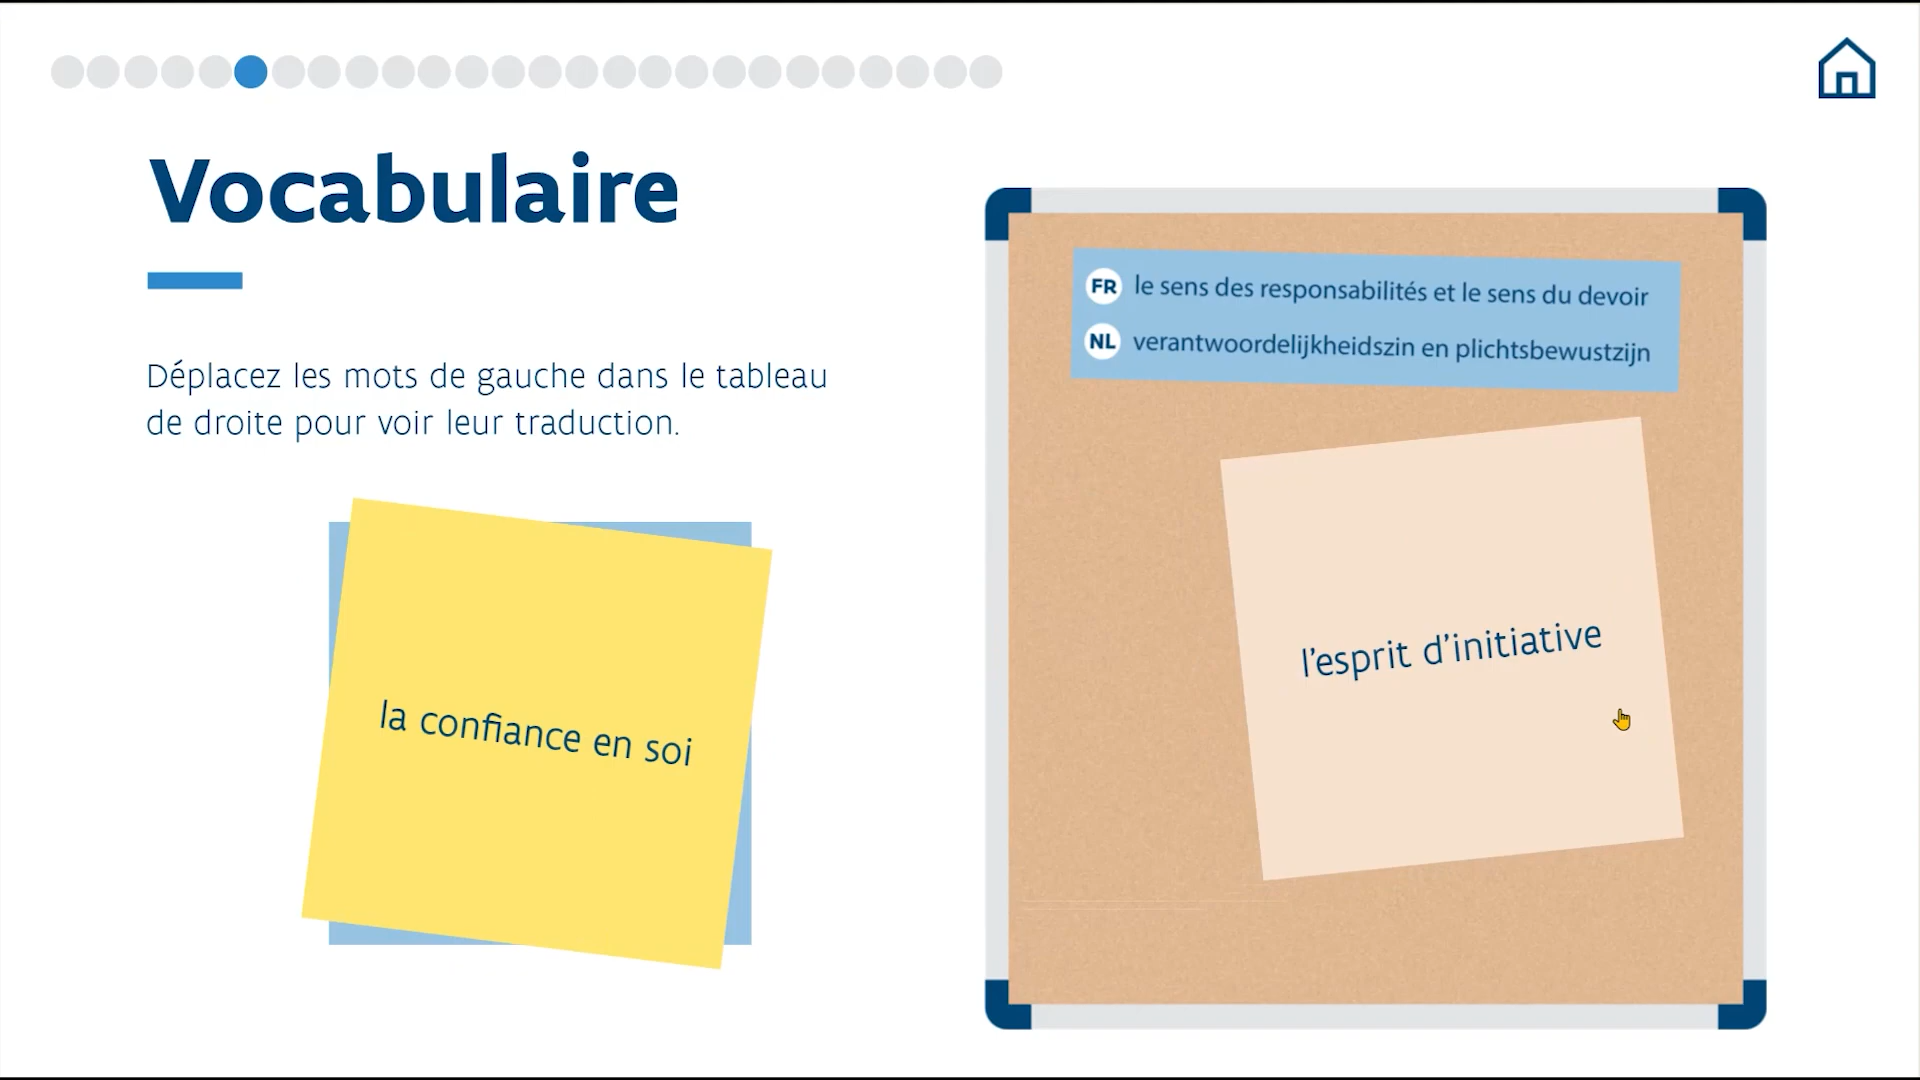 Vocabulaire
Déplacez les mots de gauche dans le tableau
de droite pour voir leur traduction.
la confiance en soi
FR le sens des responsabilités et le sens du devoir
NL verantwoordelijkheidszin en plichtsbewustzijn
l'esprit d'initiative